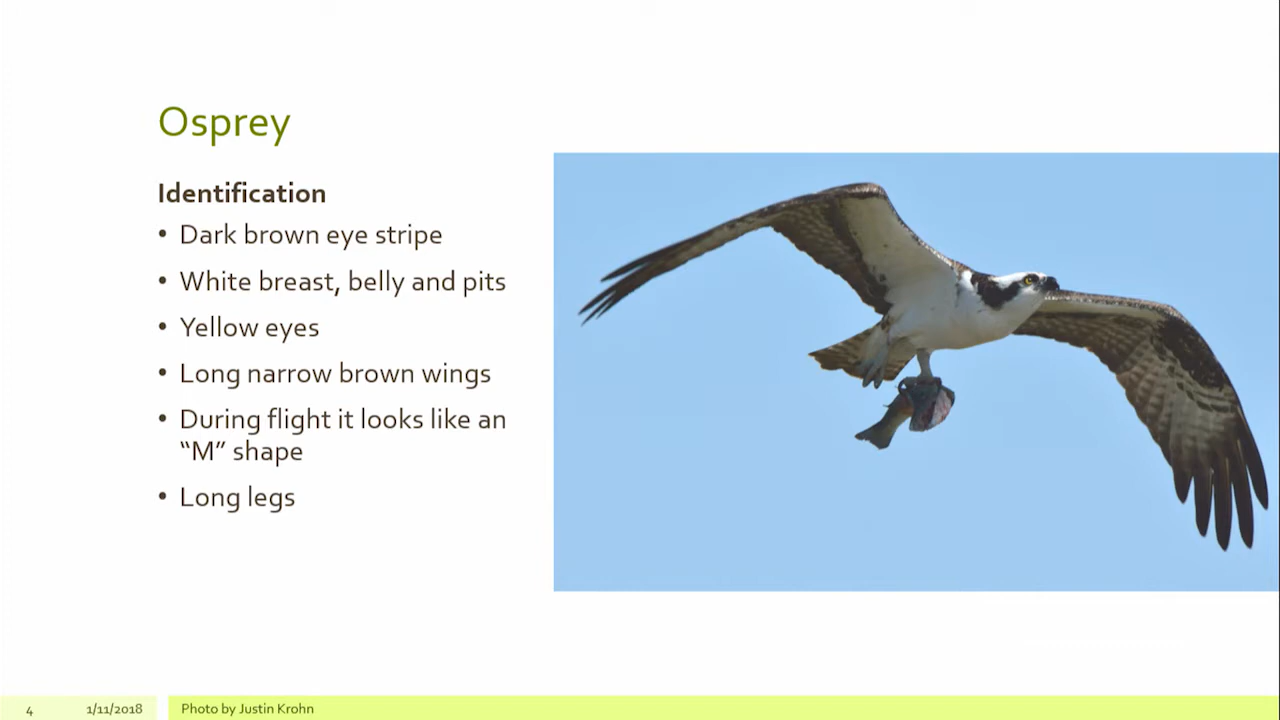 Osprey
Identification
• Dark brown eye stripe
• White breast, belly and pits
• Yellow eyes
• Long narrow brown wings
• During flight it looks like an
“M” shape
• Long legs
4 1/11/2018 Photo by Justin Krohn